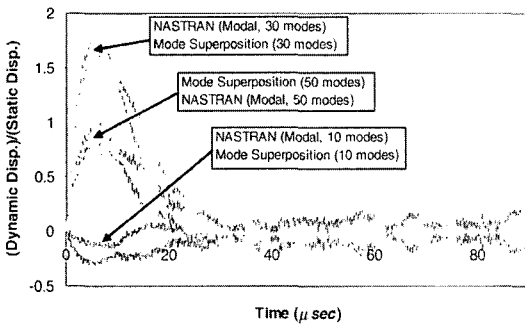 2
NASTRAN (Modal, 30 modes)
Mode Superposition (30 modes)
1.5
Mode Superposition (50 modes)
NASTRAN (Modal, 50 modes)
1
NASTRAN (Modal, 10 modes)
Mode Superposition (10 modes)
0.5
0
-0.5
0 20 40 60 80
(Dynamic Disp.)/(Static Disp.)
Time (μ sec)